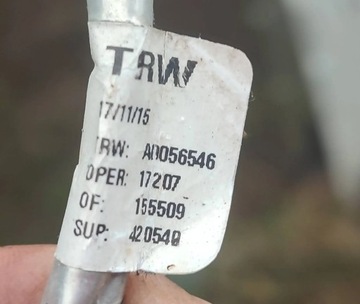 TRW
17/11/15
TRW: A0056546
OPER: 17207
OF: 155509
SUP: 420540